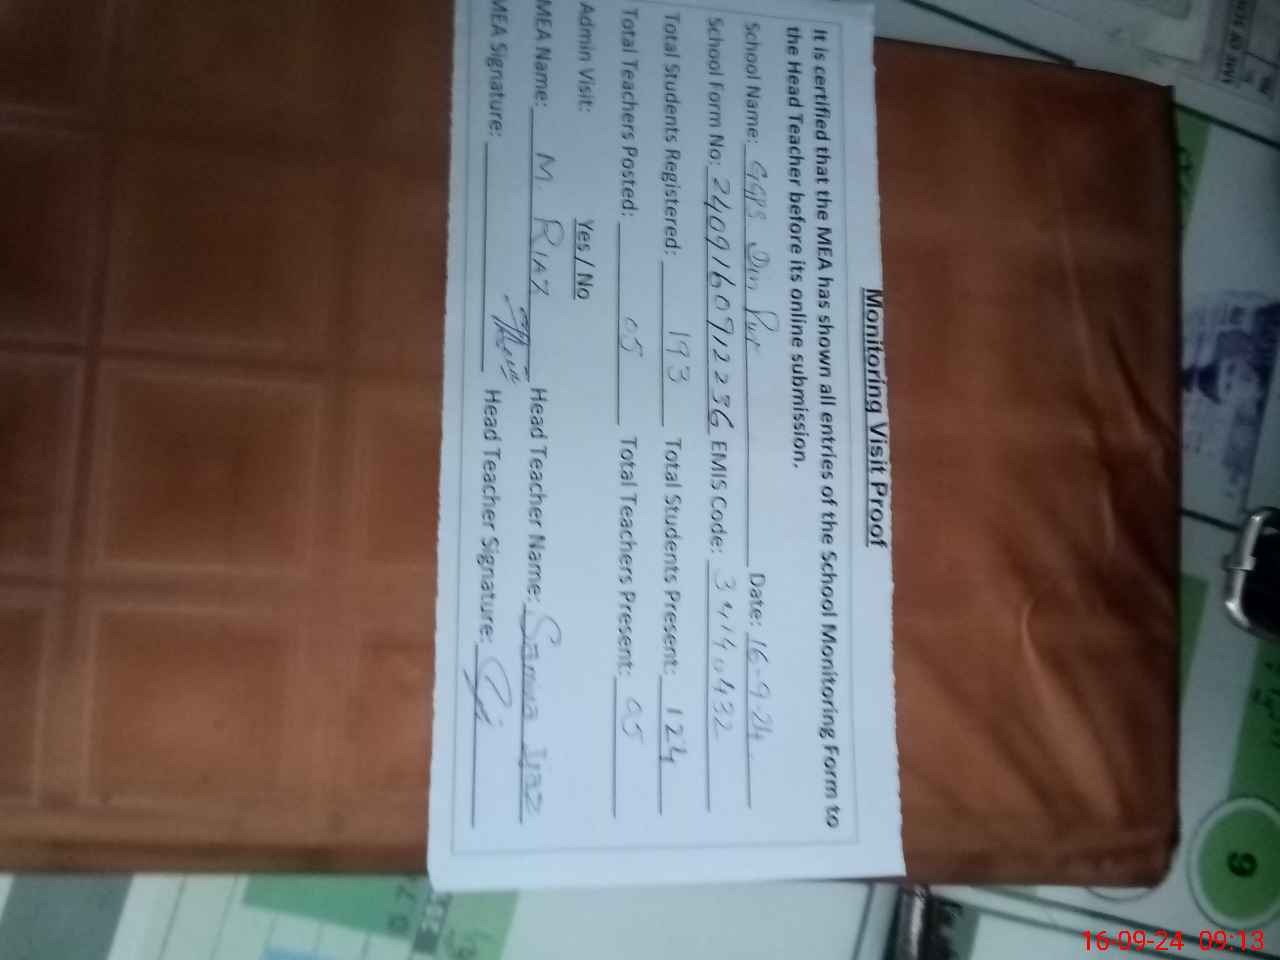 Monitoring Visit Proof
It is certified that the MEA has shown all entries of the School Monitoring Form to
the Head Teacher before its online submission.
School Name: GGPS Din Pur Date: 16-9-24
School Form No: 2409160912236 EMIS Code: 34140432
Total Students Registered: 193 Total Students Present: 124
Total Teachers Posted: 05 Total Teachers Present: 05
Admin Visit: Yes / No
MEA Name: M. RIAZ Head Teacher Name: Samina Ijaz
MEA Signature: Head Teacher Signature:
9
16-09-24 09:13